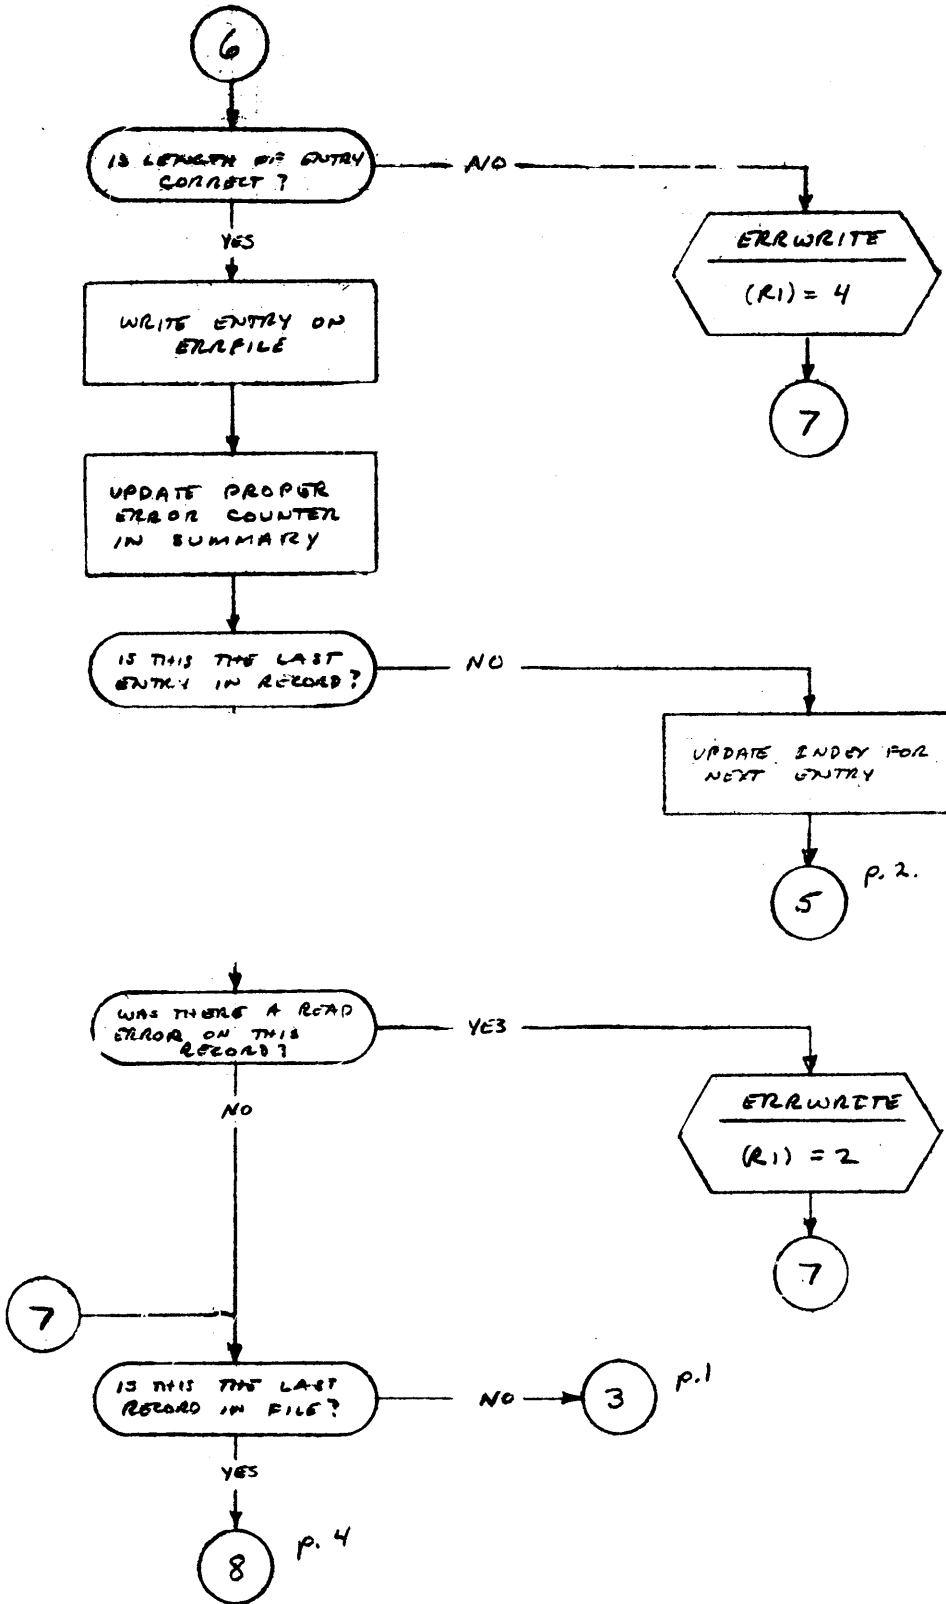 6
IS LENGTH OF ENTRY
CORRECT?
NO
YES
ERRWRITE
(R1) = 4
7
WRITE ENTRY ON
ERRFILE
UPDATE PROPER
ERROR COUNTER
IN SUMMARY
IS THIS THE LAST
ENTRY IN RECORD?
NO
UPDATE INDEX FOR
NEXT ENTRY
5
p. 2.
WAS THERE A READ
ERROR ON THIS
RECORD?
YES
NO
ERRWRITE
(R1) = 2
7
7
IS THIS THE LAST
RECORD IN FILE?
NO
3
p.1
YES
8
p. 4